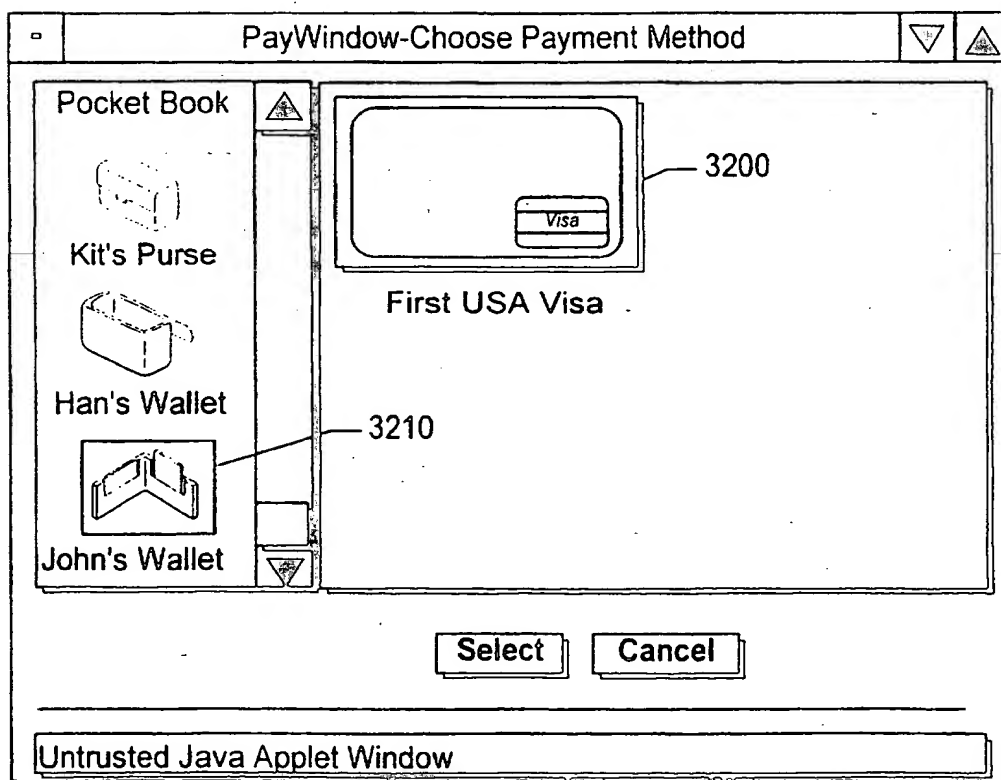 PayWindow-Choose Payment Method
Pocket Book
Kit's Purse
Han's Wallet
3210
John's Wallet
Visa
3200
First USA Visa
Select
Cancel
Untrusted Java Applet Window